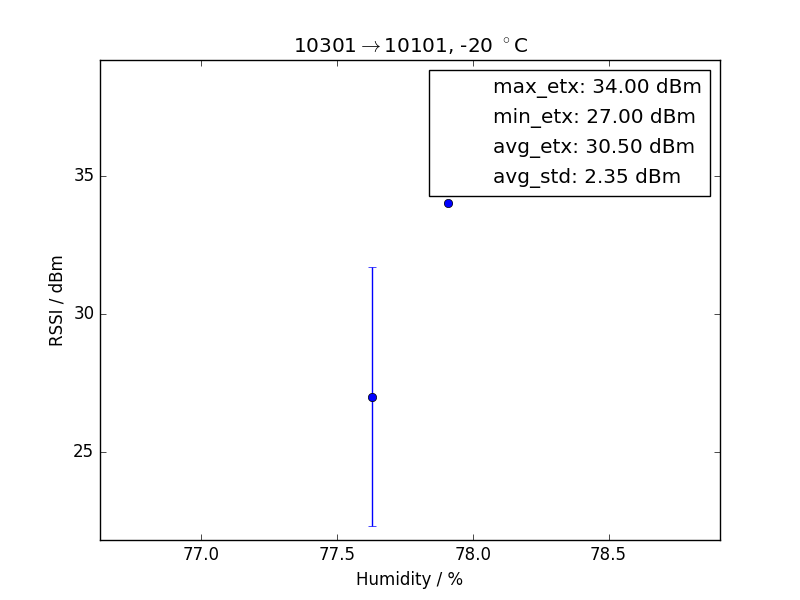 10301→10101, -20 °C
max_etx: 34.00 dBm
min_etx: 27.00 dBm
avg_etx: 30.50 dBm
avg_std: 2.35 dBm
RSSI / dBm
35
30
25
77.0 77.5 78.0 78.5
Humidity / %